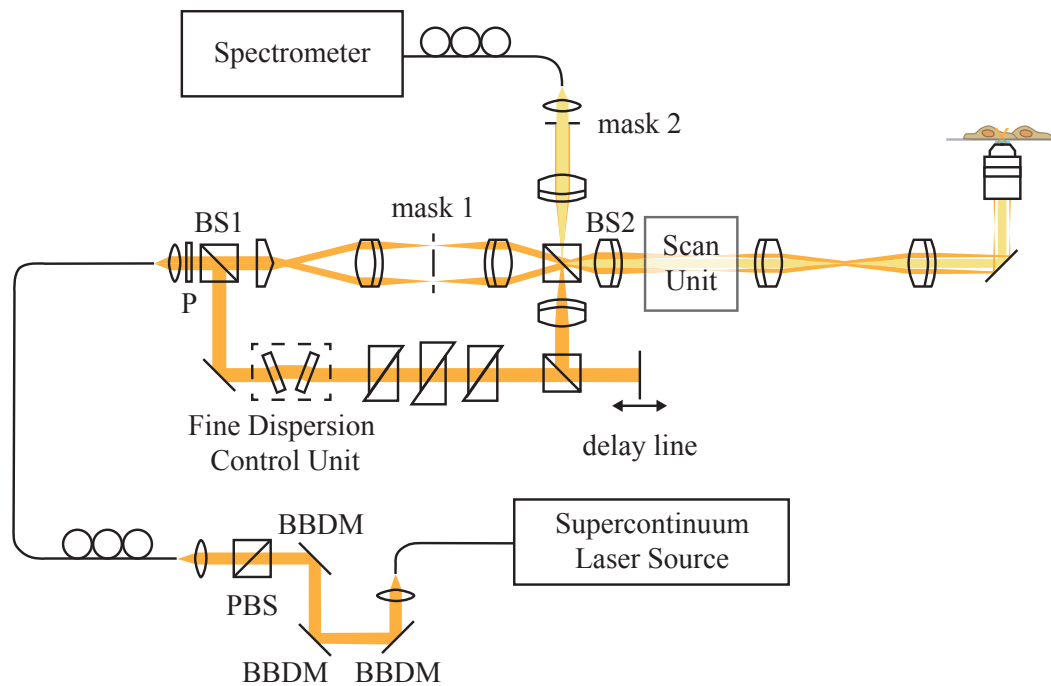 Spectrometer
mask 2
mask 1
BS1
BS2
Scan
Unit
P
Fine Dispersion
Control Unit
delay line
BBDM
Supercontinuum
Laser Source
PBS
BBDM
BBDM